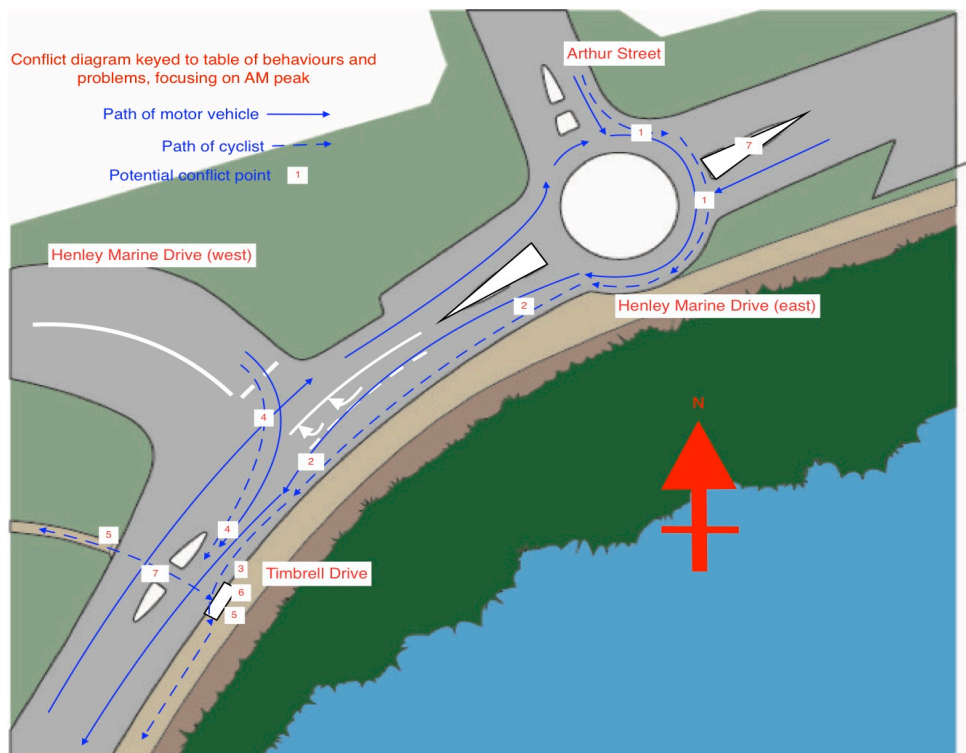 Conflict diagram keyed to table of behaviours and
problems, focusing on AM peak
Path of motor vehicle
Path of cyclist
Potential conflict point 1
Arthur Street
1
7
1
Henley Marine Drive (west)
Henley Marine Drive (east)
2
N
4
2
4
5
3
Timbrell Drive
7
6
5